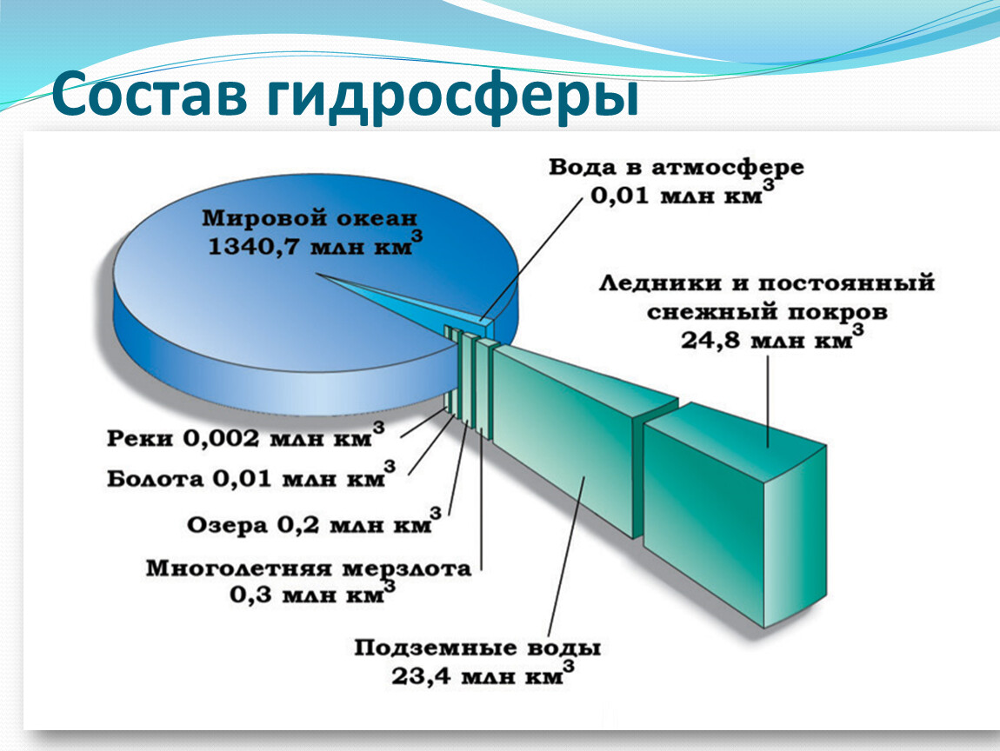 Состав гидросферы
Вода в атмосфере
0,01 млн км³
Мировой океан
1340,7 млн км³
Ледники и постоянный
снежный покров
24,8 млн км³
Реки 0,002 млн км³
Болота 0,01 млн км³
Озера 0,2 млн км³
Многолетняя мерзлота
0,3 млн км³
Подземные воды
23,4 млн км³